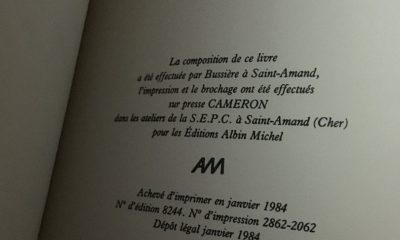 La composition de ce livre
a été effectuée par Bussière à Saint-Amand,
l'impression et le brochage ont été effectués
sur presse CAMERON
dans les ateliers de la S.E.P.C. à Saint-Amand (Cher)
pour les Éditions Albin Michel
AM
Achevé d'imprimer en janvier 1984
N° d'édition 8244. N° d'impression 2862-2062
Dépôt légal janvier 1984